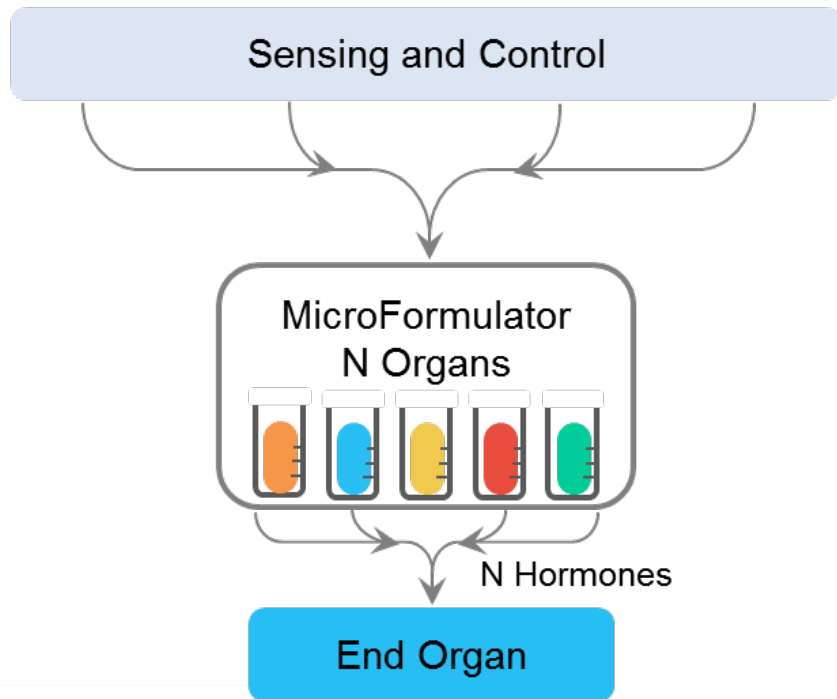 Sensing and Control
MicroFormulator
N Organs
N Hormones
End Organ